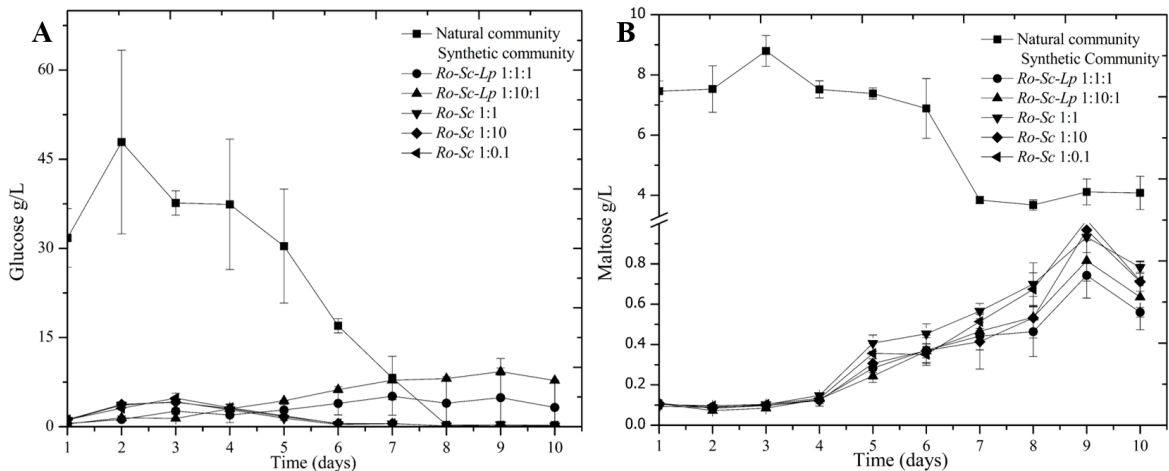 A
Natural community
Synthetic community
Ro-Sc-Lp 1:1:1
Ro-Sc-Lp 1:10:1
Ro-Sc 1:1
Ro-Sc 1:10
Ro-Sc 1:0.1
60
45
30
15
0
Glucose g/L
1 2 3 4 5 6 7 8 9 10
Time (days)
B
Natural community
Synthetic Community
Ro-Sc-Lp 1:1:1
Ro-Sc-Lp 1:10:1
Ro-Sc 1:1
Ro-Sc 1:10
Ro-Sc 1:0.1
10
8
6
4
0.8
0.6
0.4
0.2
0.0
Maltose g/L
1 2 3 4 5 6 7 8 9 10
Time (days)